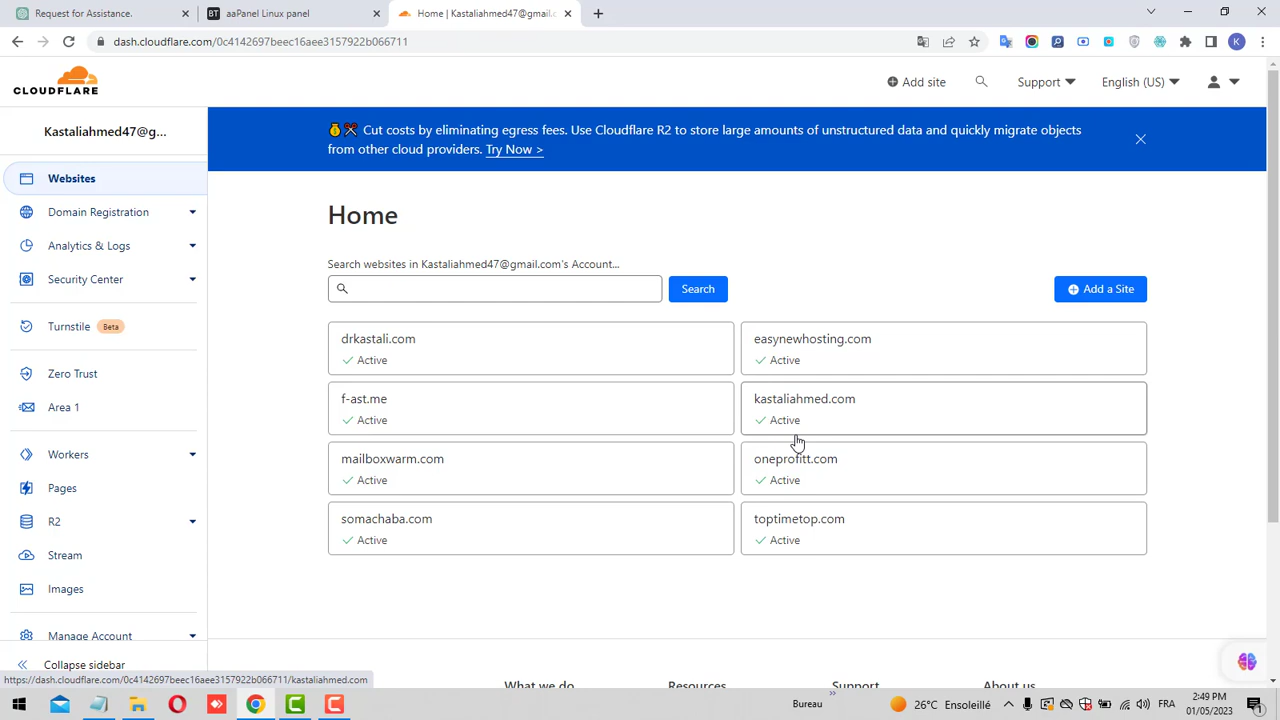 Request for Assistance.
aaPanel Linux panel
Home | Kastaliahmed47@gmail.c
dash.cloudflare.com/0c4142697beec16aee3157922b066711
K
CLOUDFLARE
Add site
Support
English (US)
Kastaliahmed47@g...
Websites
Domain Registration
Analytics & Logs
Security Center
Turnstile Beta
Zero Trust
Area 1
Workers
Pages
R2
Stream
Images
Manage Account
Collapse sidebar
Cut costs by eliminating egress fees. Use Cloudflare R2 to store large amounts of unstructured data and quickly migrate objects
from other cloud providers. Try Now >
Home
Search websites in Kastaliahmed47@gmail.com's Account...
Search
Add a Site
drkastali.com
Active
easynewhosting.com
Active
f-ast.me
Active
kastaliahmed.com
Active
mailboxwarm.com
Active
oneprofitt.com
Active
somachaba.com
Active
toptimetop.com
Active
What we do
Resources
Support
About us
https://dash.cloudflare.com/0c4142697beec16aee3157922b066711/kastaliahmed.com
Bureau
26°C Ensoleillé
FRA
2:49 PM
01/05/2023